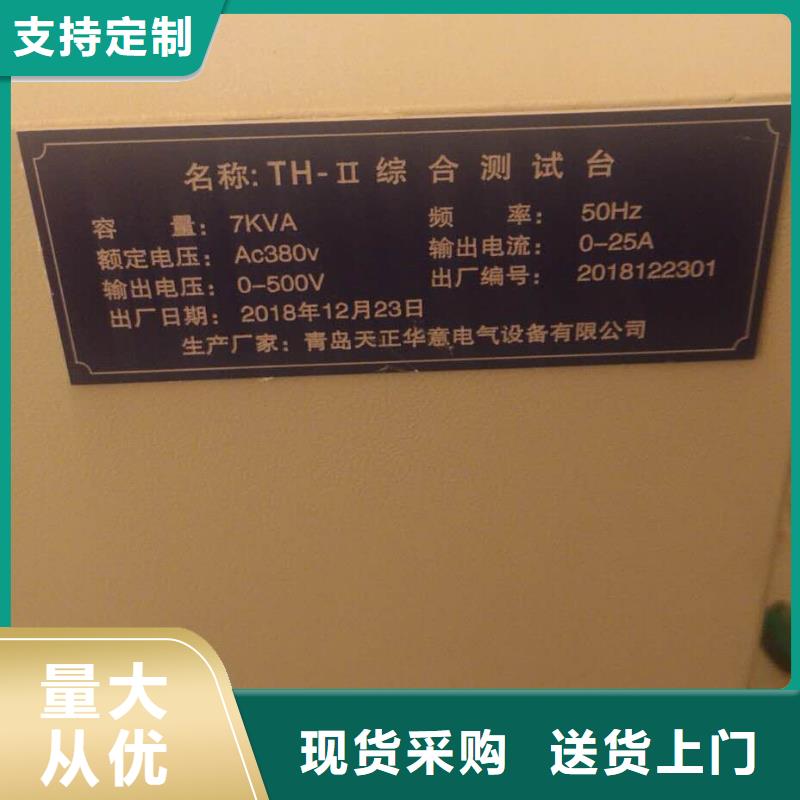 支持定制
名称: TH-Ⅱ 综合测试台
容 量: 7KVA 频 率: 50Hz
额定电压: Ac380v 输出电流: 0-25A
输出电压: 0-500V 出厂编号: 2018122301
出厂日期: 2018年12月23日
生产厂家: 青岛天正华意电气设备有限公司
量大
从优
现货采购 送货上门